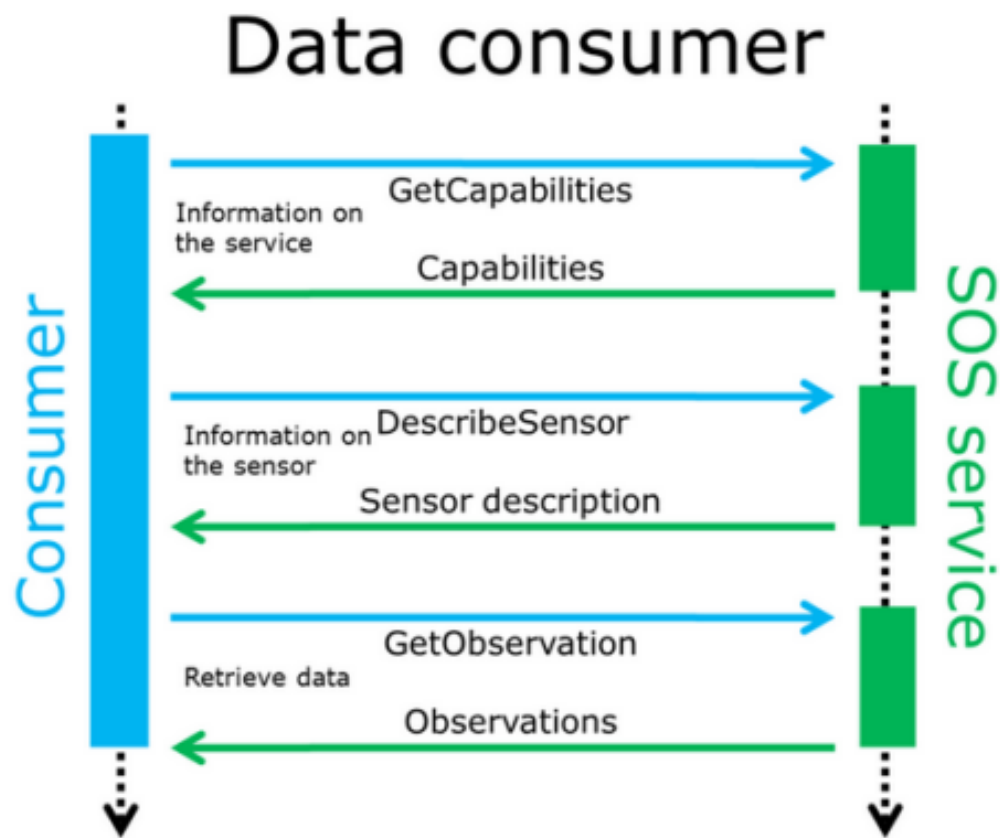 Data consumer
GetCapabilities
Information on
the service
Capabilities
Consumer
SOS service
DescribeSensor
Information on
the sensor
Sensor description
GetObservation
Retrieve data
Observations